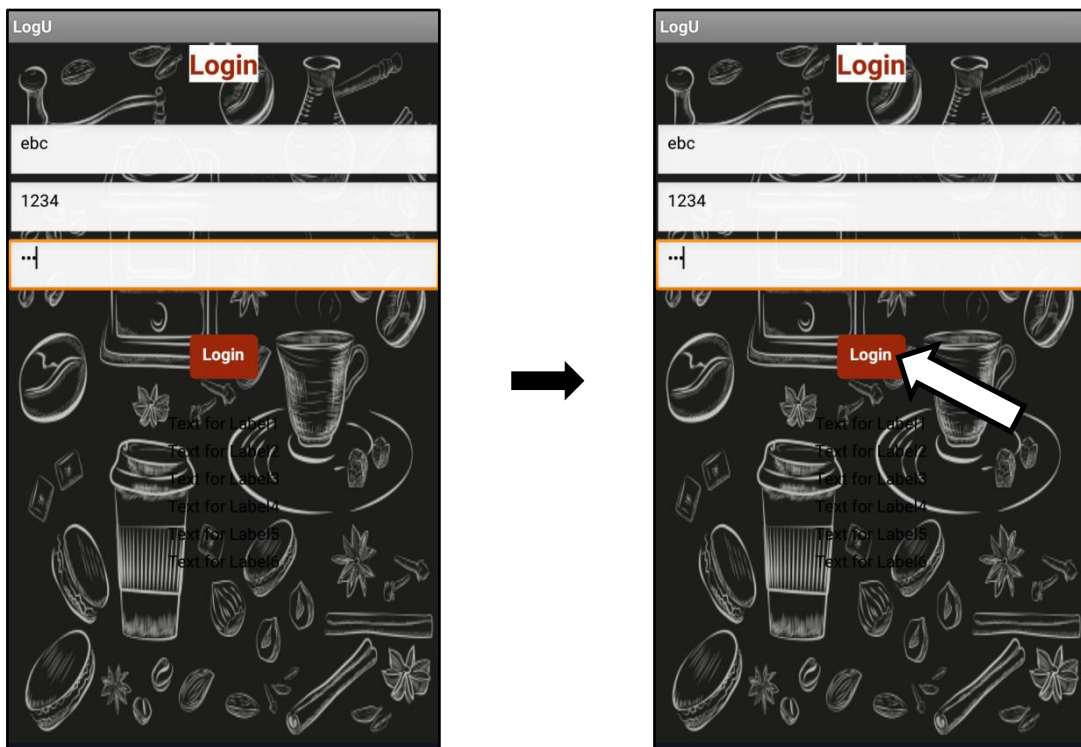 LogU
Login
ebc
1234
•••
Login
Text for Label1
Text for Label2
Text for Label3
Text for Label4
Text for Label5
Text for Label6
LogU
Login
ebc
1234
•••
Login
Text for Label1
Text for Label2
Text for Label3
Text for Label4
Text for Label5
Text for Label6